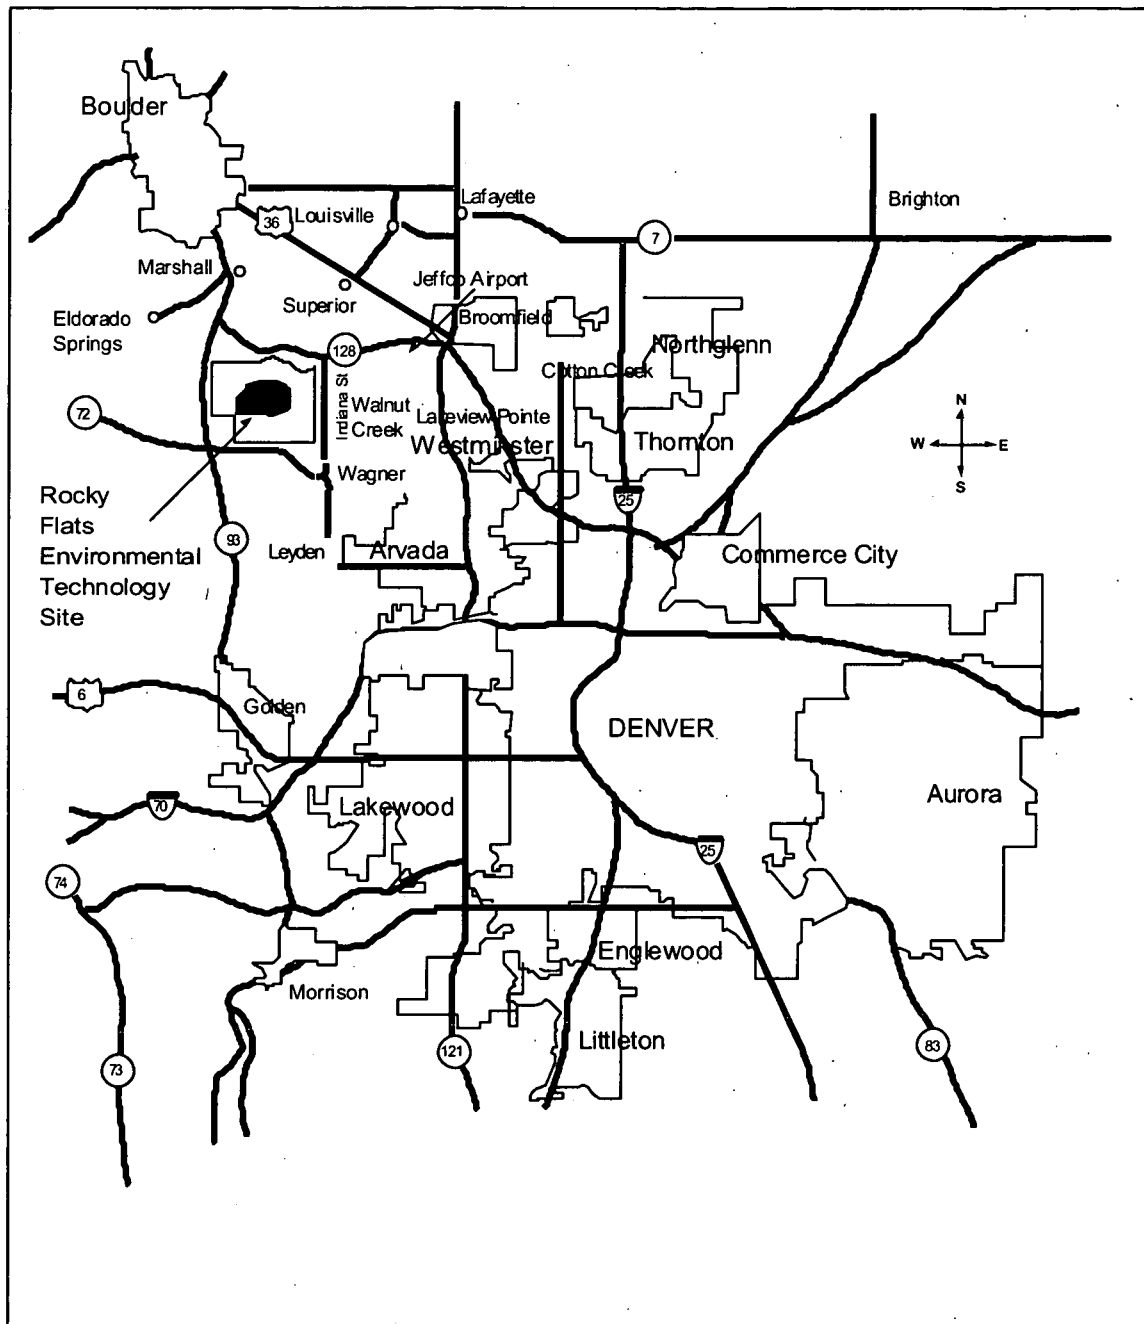 Boulder
Lafayette
Brighton
36
Louisville
7
Marshall
Jeffco Airport
Superior
Eldorado
Springs
Broomfield
128
Northglenn
Cotton Creek
72
Indiana St
Walnut
Creek
Lakeview Pointe
Westminster
Thornton
N
W
E
S
Wagner
25
Rocky
Flats
Environmental
Technology
Site
93
Leyden
Arvada
Commerce City
6
Golden
DENVER
70
Lakewood
Aurora
25
74
Englewood
Morrison
Littleton
73
121
83